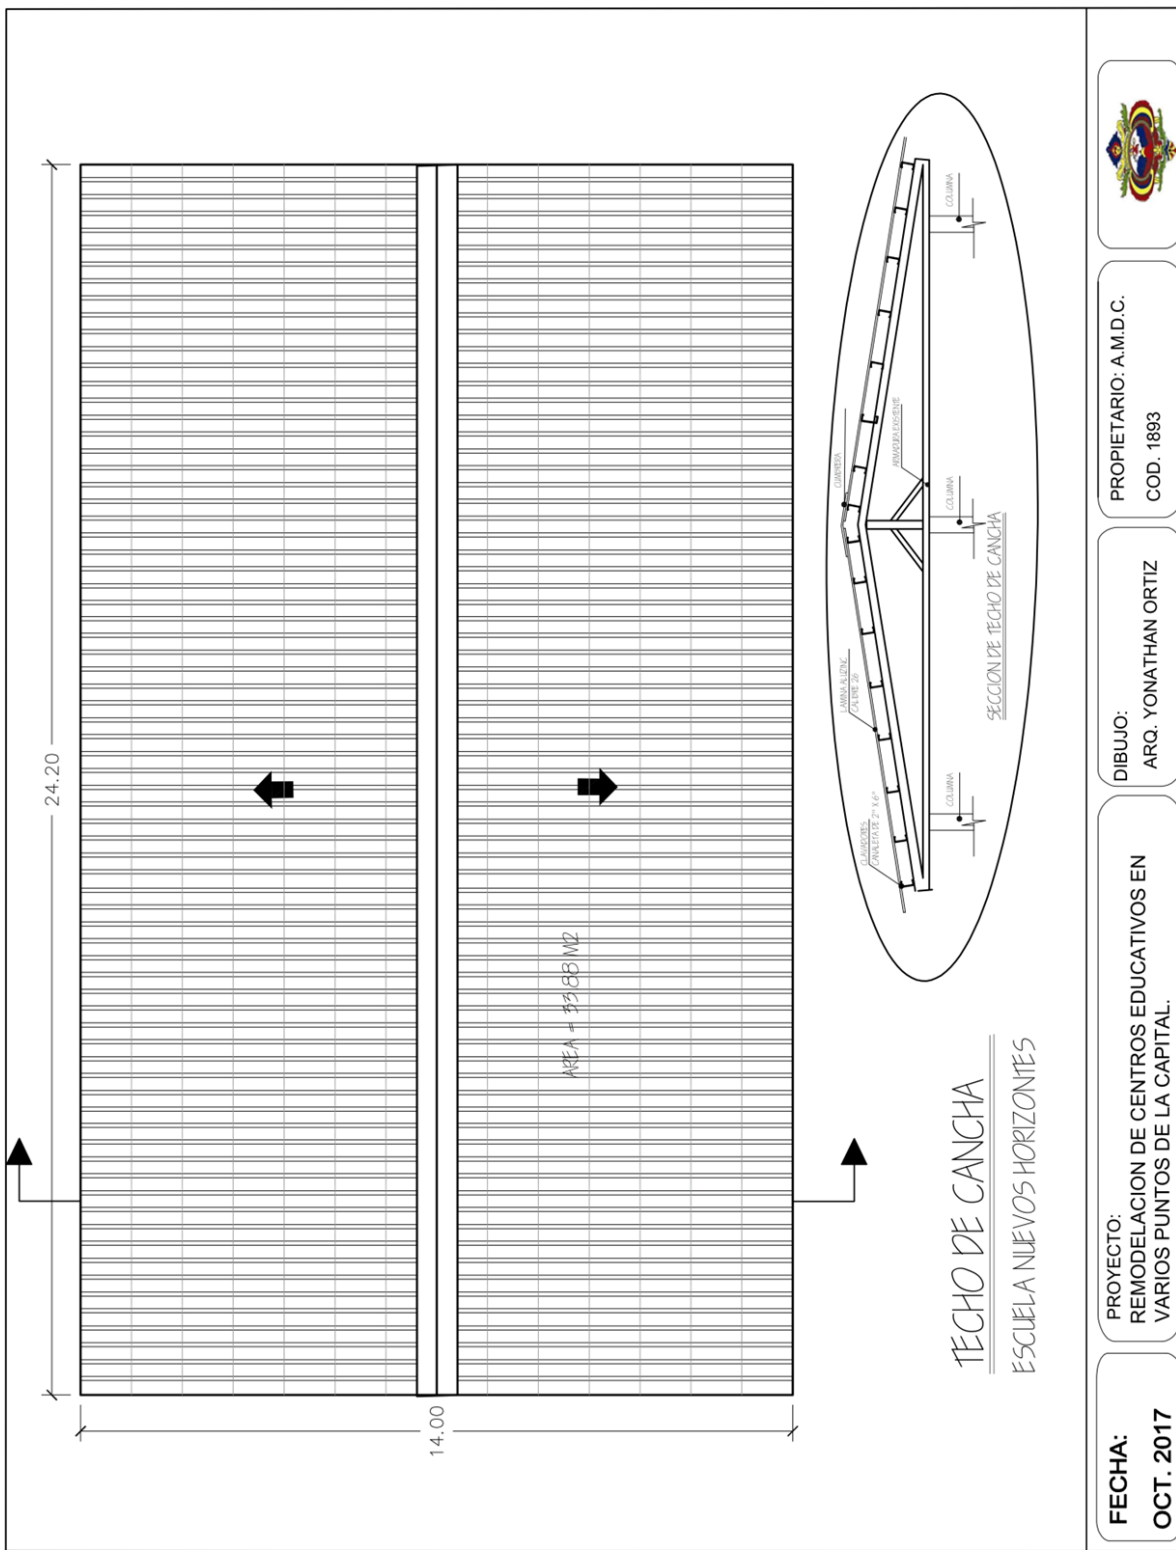 24.20
14.00
AREA = 33.88 M2
TECHO DE CANCHA
ESCUELA NUEVOS HORIZONTES
CLAVADORES
CANALETA DE 2" X 6"
LAMINA ALUZINC
CALIBRE 26
CUMBRERA
ARMADURA EXISTENTE
COLUMNA
COLUMNA
COLUMNA
SECCION DE TECHO DE CANCHA
FECHA:
OCT. 2017
PROYECTO:
REMODELACION DE CENTROS EDUCATIVOS EN
VARIOS PUNTOS DE LA CAPITAL.
DIBUJO:
ARQ. YONATHAN ORTIZ
PROPIETARIO: A.M.D.C.
COD. 1893